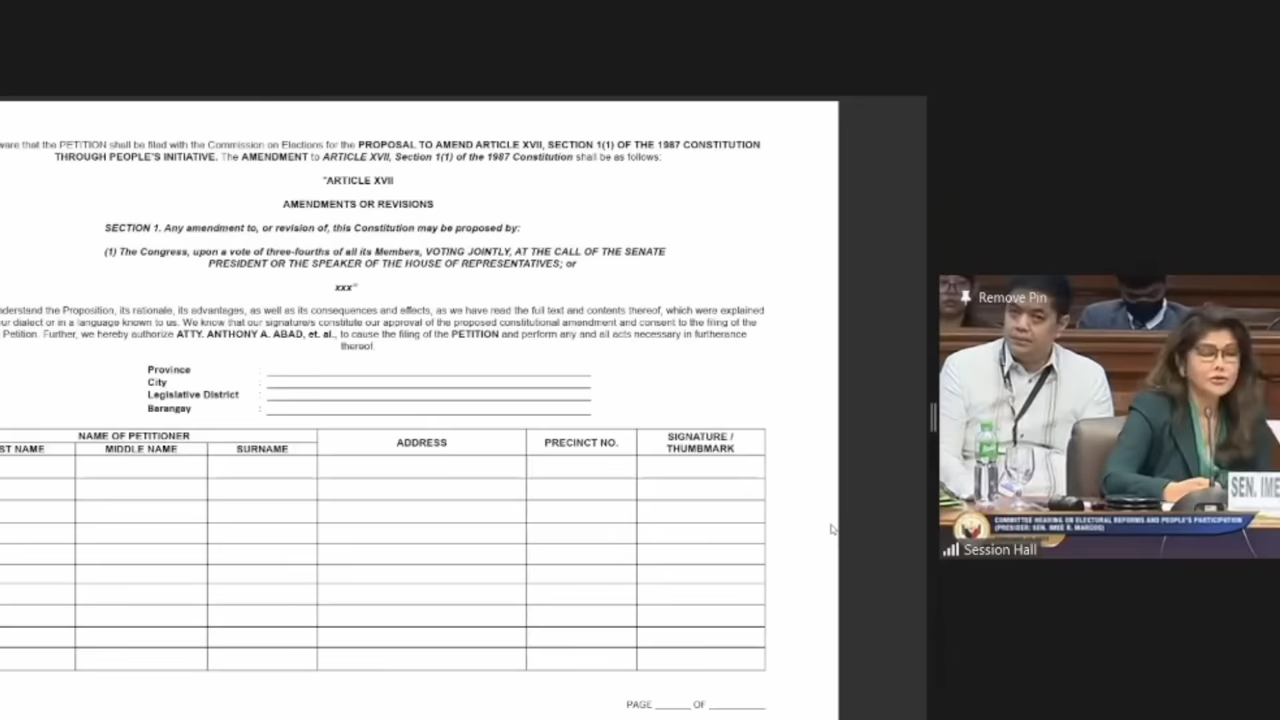 ware that the PETITION shall be filed with the Commission on Elections for the PROPOSAL TO AMEND ARTICLE XVII, SECTION 1(1) OF THE 1987 CONSTITUTION
THROUGH PEOPLE'S INITIATIVE. The AMENDMENT to ARTICLE XVII, Section 1(1) of the 1987 Constitution shall be as follows:
"ARTICLE XVII
AMENDMENTS OR REVISIONS
SECTION 1. Any amendment to, or revision of, this Constitution may be proposed by:
(1) The Congress, upon a vote of three-fourths of all its Members, VOTING JOINTLY, AT THE CALL OF THE SENATE
PRESIDENT OR THE SPEAKER OF THE HOUSE OF REPRESENTATIVES; or
xxx"
nderstand the Proposition, its rationale, its advantages, as well as its consequences and effects, as we have read the full text and contents thereof, which were explained
ur dialect or in a language known to us. We know that our signature/s constitute our approval of the proposed constitutional amendment and consent to the filing of the
Petition. Further, we hereby authorize ATTY. ANTHONY A. ABAD, et. al., to cause the filing of the PETITION and perform any and all acts necessary in furtherance
thereof.
Province :
City :
Legislative District :
Barangay :
NAME OF PETITIONER ADDRESS PRECINCT NO. SIGNATURE /
THUMBMARK
ST NAME MIDDLE NAME SURNAME
PAGE ______ OF _________
Remove Pin
SEN. IME
COMMITTEE HEARING ON ELECTORAL REFORMS AND PEOPLE'S PARTICIPATION
(PRESIDER: SEN. IMEE R. MARCOS)
Session Hall